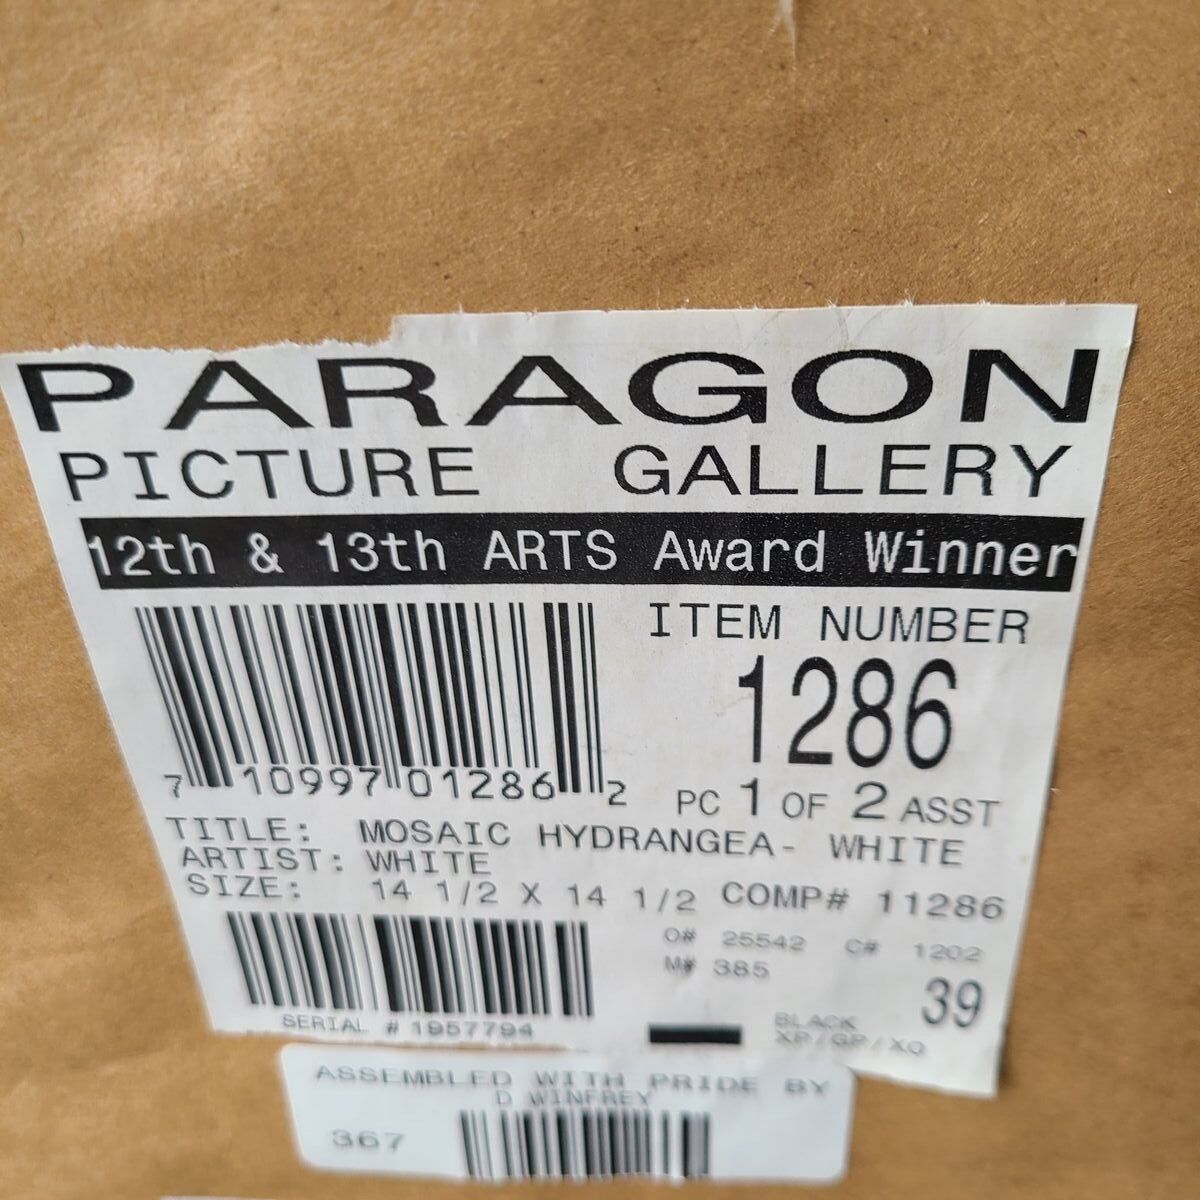 PARAGON
PICTURE GALLERY
12th & 13th ARTS Award Winner
ITEM NUMBER
1286
7 10997 01286 2
PC 1 OF 2 ASST
TITLE: MOSAIC HYDRANGEA- WHITE
ARTIST: WHITE
SIZE: 14 1/2 X 14 1/2 COMP# 11286
O# 25542 C# 1202
M# 385
39
SERIAL # 1957794
BLACK
XP/GP/XQ
ASSEMBLED WITH PRIDE BY
D WINFREY
367